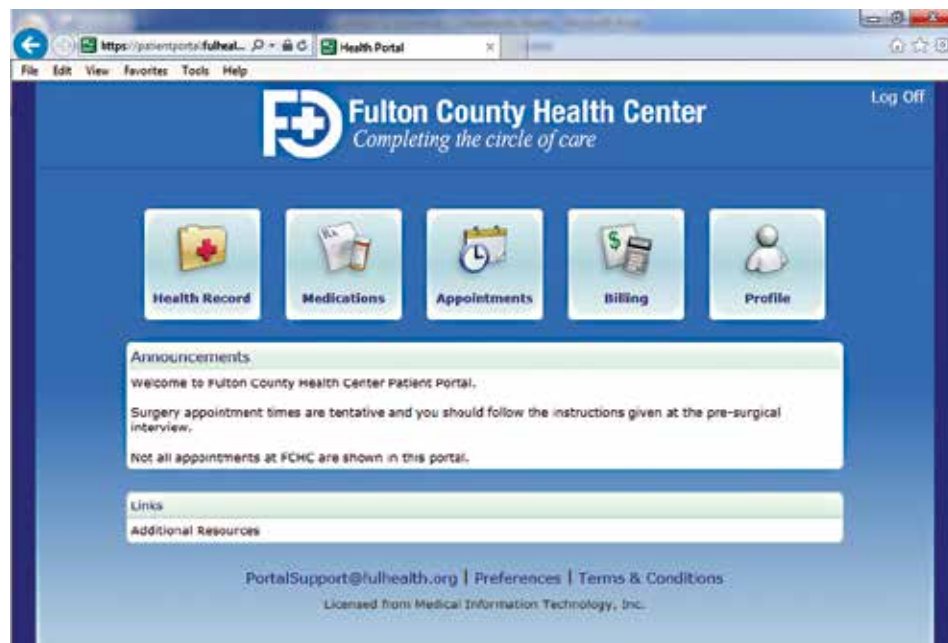 https://patientportal.fulheal...
Health Portal
File Edit View Favorites Tools Help
Log Off
Fulton County Health Center
Completing the circle of care
Rx
$
Health Record Medications Appointments Billing Profile
Announcements
Welcome to Fulton County Health Center Patient Portal.
Surgery appointment times are tentative and you should follow the instructions given at the pre-surgical
interview.
Not all appointments at FCHC are shown in this portal.
Links
Additional Resources
PortalSupport@fulhealth.org | Preferences | Terms & Conditions
Licensed from Medical Information Technology, Inc.